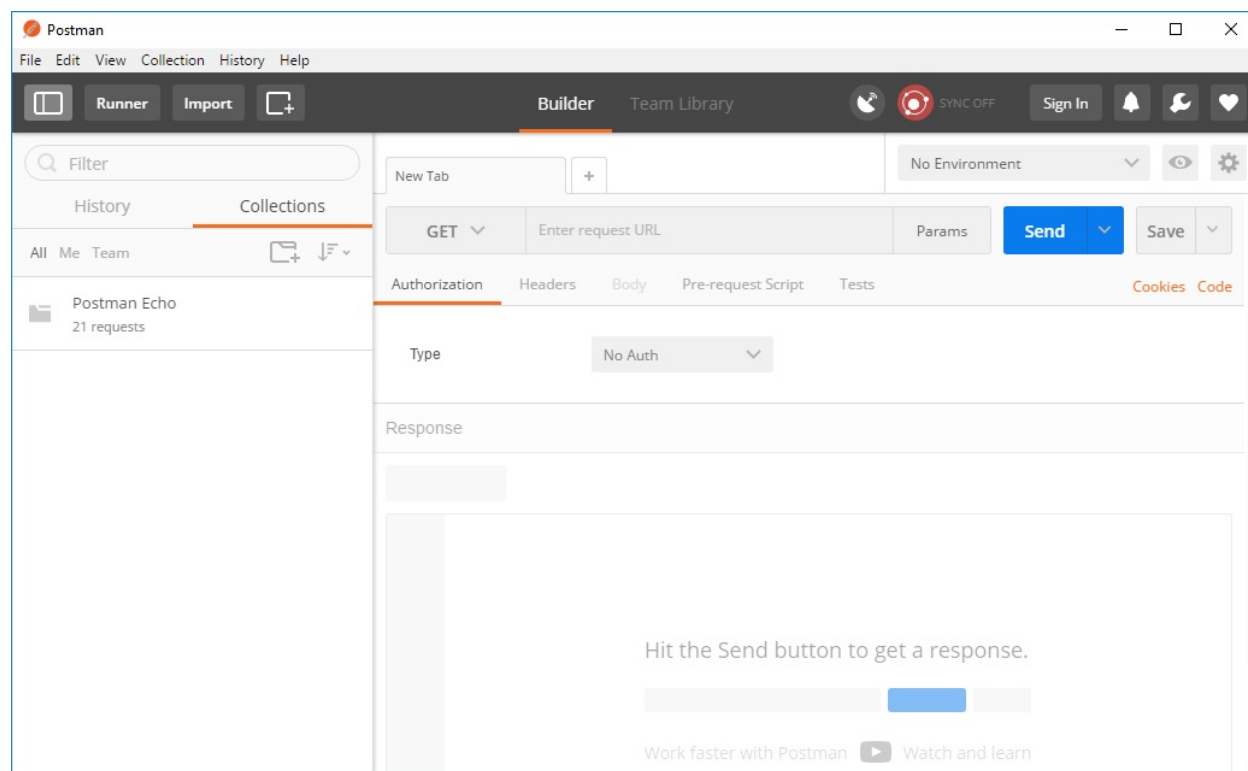 Postman
File Edit View Collection History Help
Runner Import Builder Team Library SYNC OFF Sign In
Filter
History Collections
All Me Team
Postman Echo
21 requests
New Tab + No Environment
GET Enter request URL Params Send Save
Authorization Headers Body Pre-request Script Tests Cookies Code
Type No Auth
Response
Hit the Send button to get a response.
Work faster with Postman Watch and learn